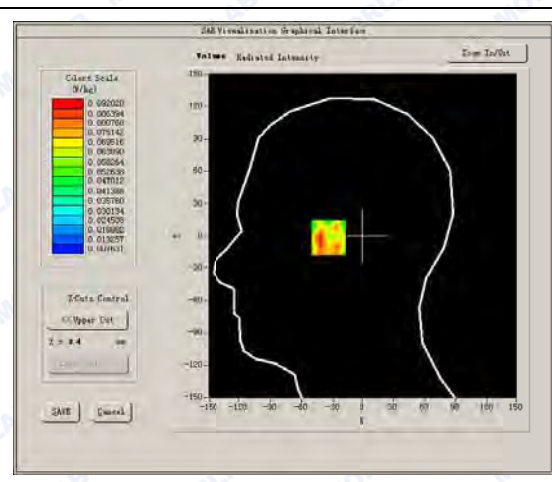 SAR Visualisation Graphical Interface
Volume Radiated Intensity
Zoom In/Out
Colors Scale
(W/kg)
0.092020
0.086394
0.080768
0.075142
0.069516
0.063890
0.058264
0.052638
0.047012
0.041386
0.035760
0.030134
0.024508
0.018882
0.013257
0.007631
150
120
90
60
30
0
-30
-60
-90
-120
-150
-150 -120 -90 -60 -30 0 30 60 90 120 150
X
Z-Cuts Control
<<Upper Cut
Z = 4 mm
SAVE
Cancel